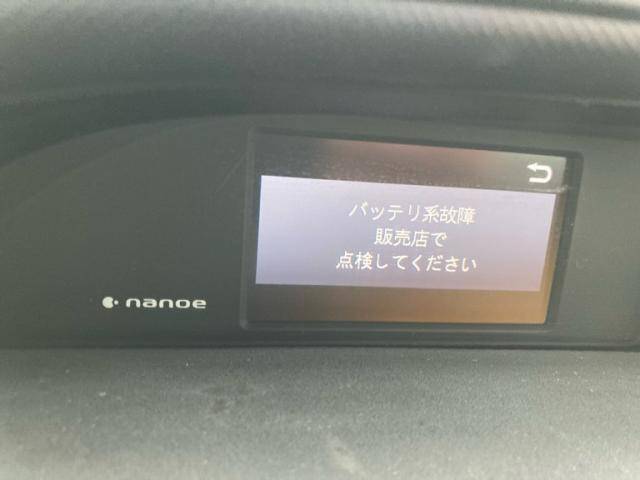 バッテリ系故障
販売店で
点検してください
nanoe